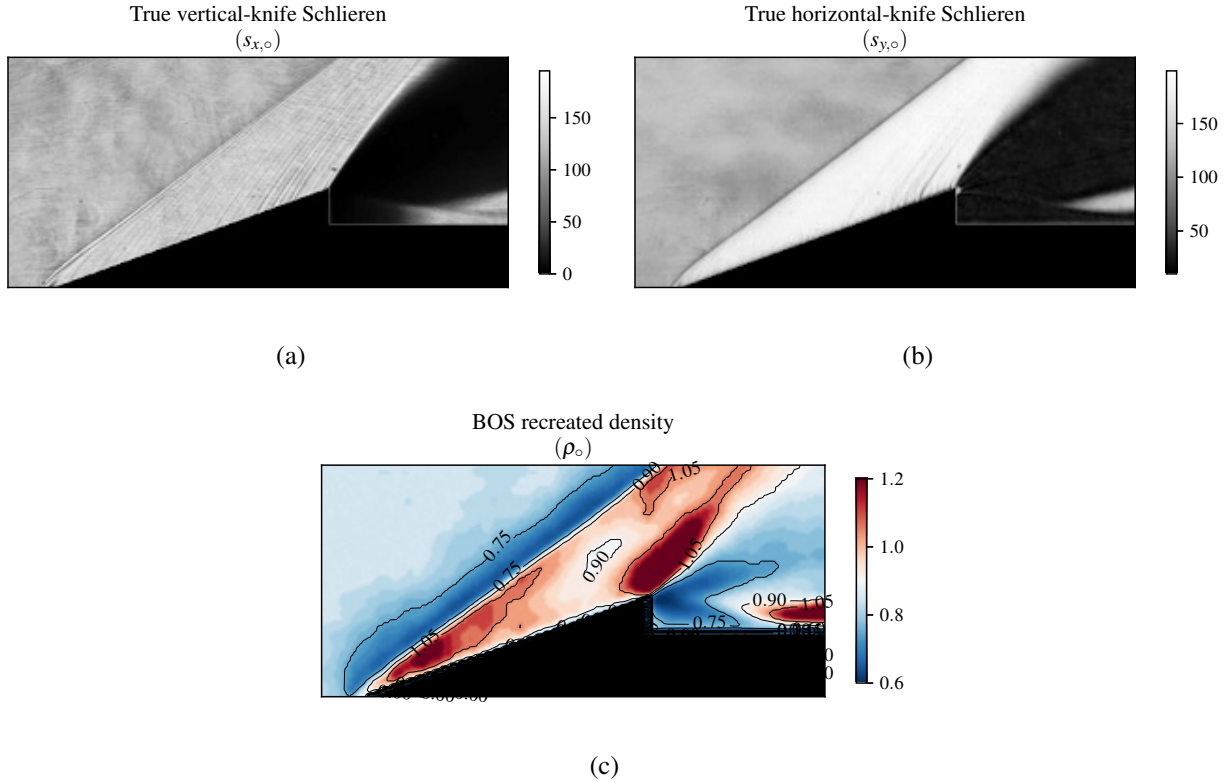 True vertical-knife Schlieren
(s_{x,∘})
150
100
50
0
(a)
True horizontal-knife Schlieren
(s_{y,∘})
150
100
50
(b)
BOS recreated density
(ρ_∘)
0.90
1.05
0.75
0.75
0.90
1.05
1.05
0.90
1.05
0.75
1.2
1.0
0.8
0.6
(c)